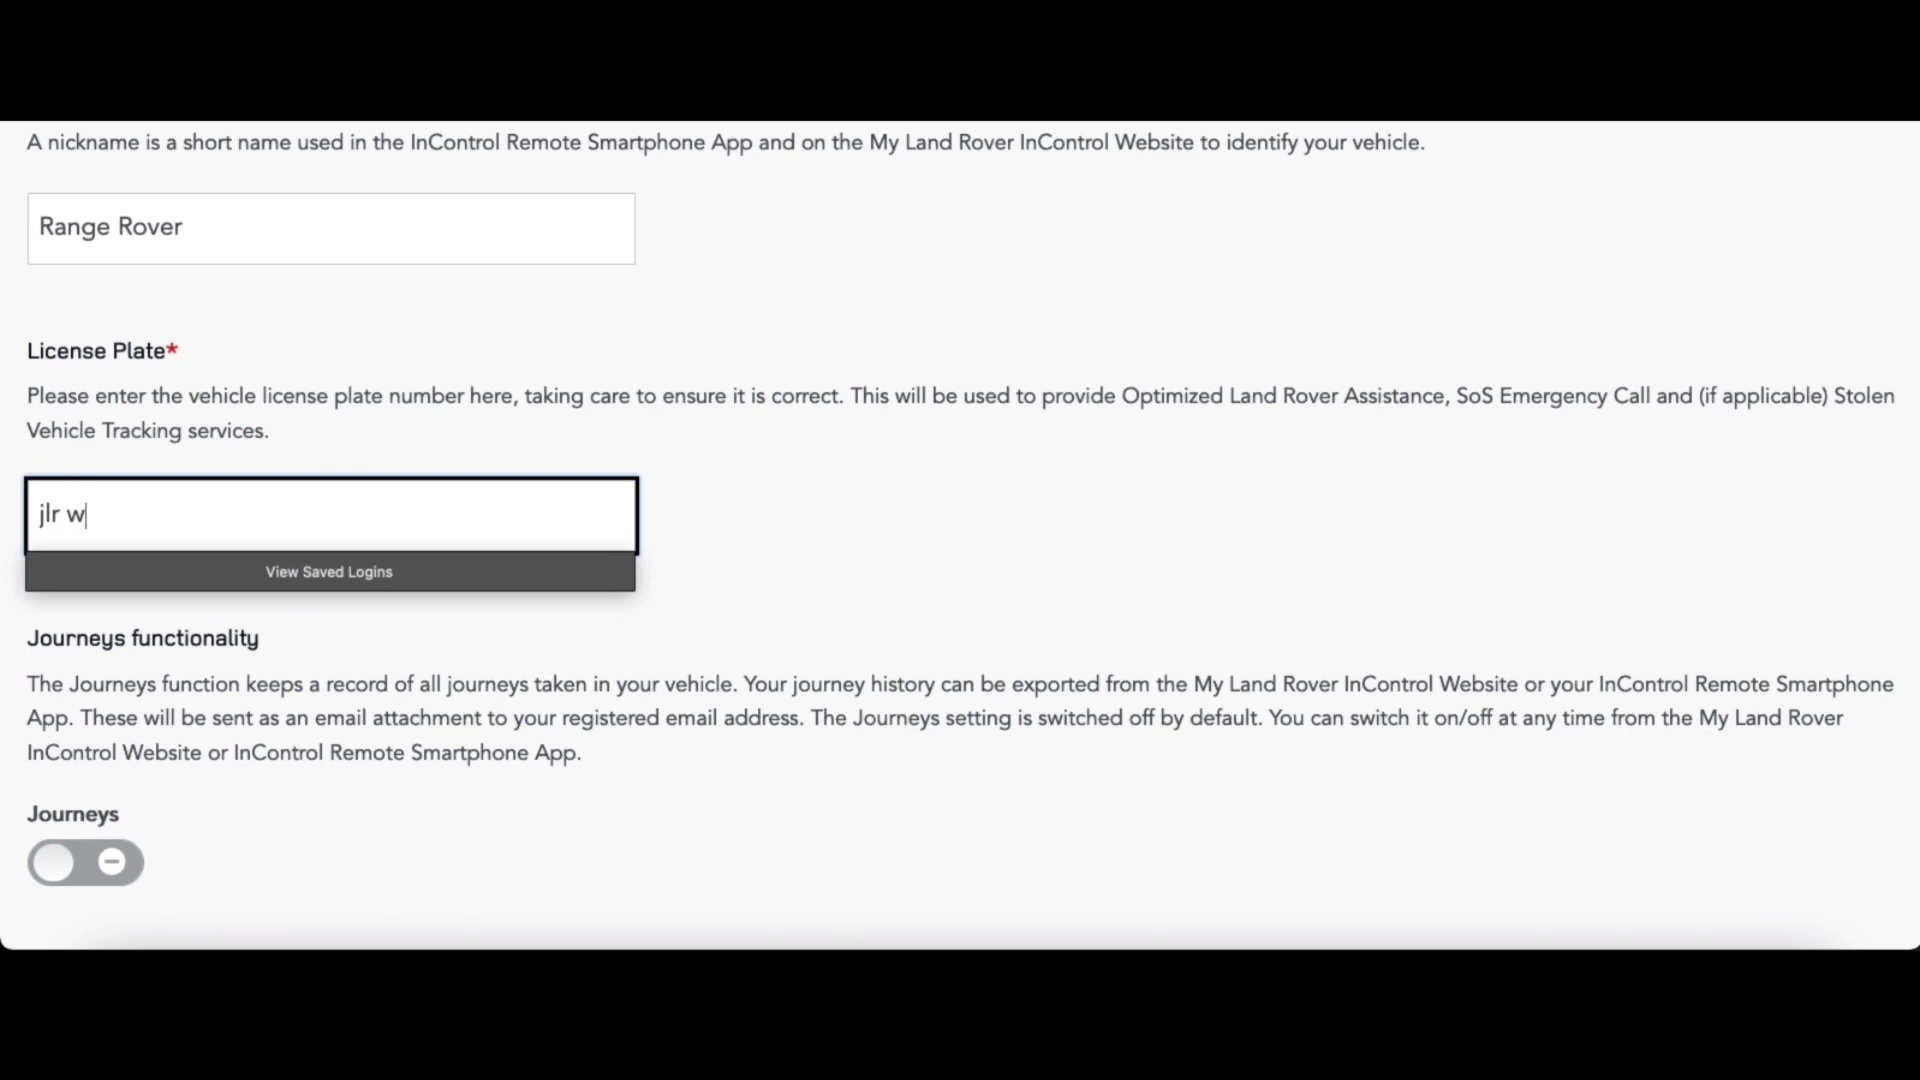 A nickname is a short name used in the InControl Remote Smartphone App and on the My Land Rover InControl Website to identify your vehicle.
Range Rover
License Plate*
Please enter the vehicle license plate number here, taking care to ensure it is correct. This will be used to provide Optimized Land Rover Assistance, SoS Emergency Call and (if applicable) Stolen
Vehicle Tracking services.
jlr w
View Saved Logins
Journeys functionality
The Journeys function keeps a record of all journeys taken in your vehicle. Your journey history can be exported from the My Land Rover InControl Website or your InControl Remote Smartphone
App. These will be sent as an email attachment to your registered email address. The Journeys setting is switched off by default. You can switch it on/off at any time from the My Land Rover
InControl Website or InControl Remote Smartphone App.
Journeys